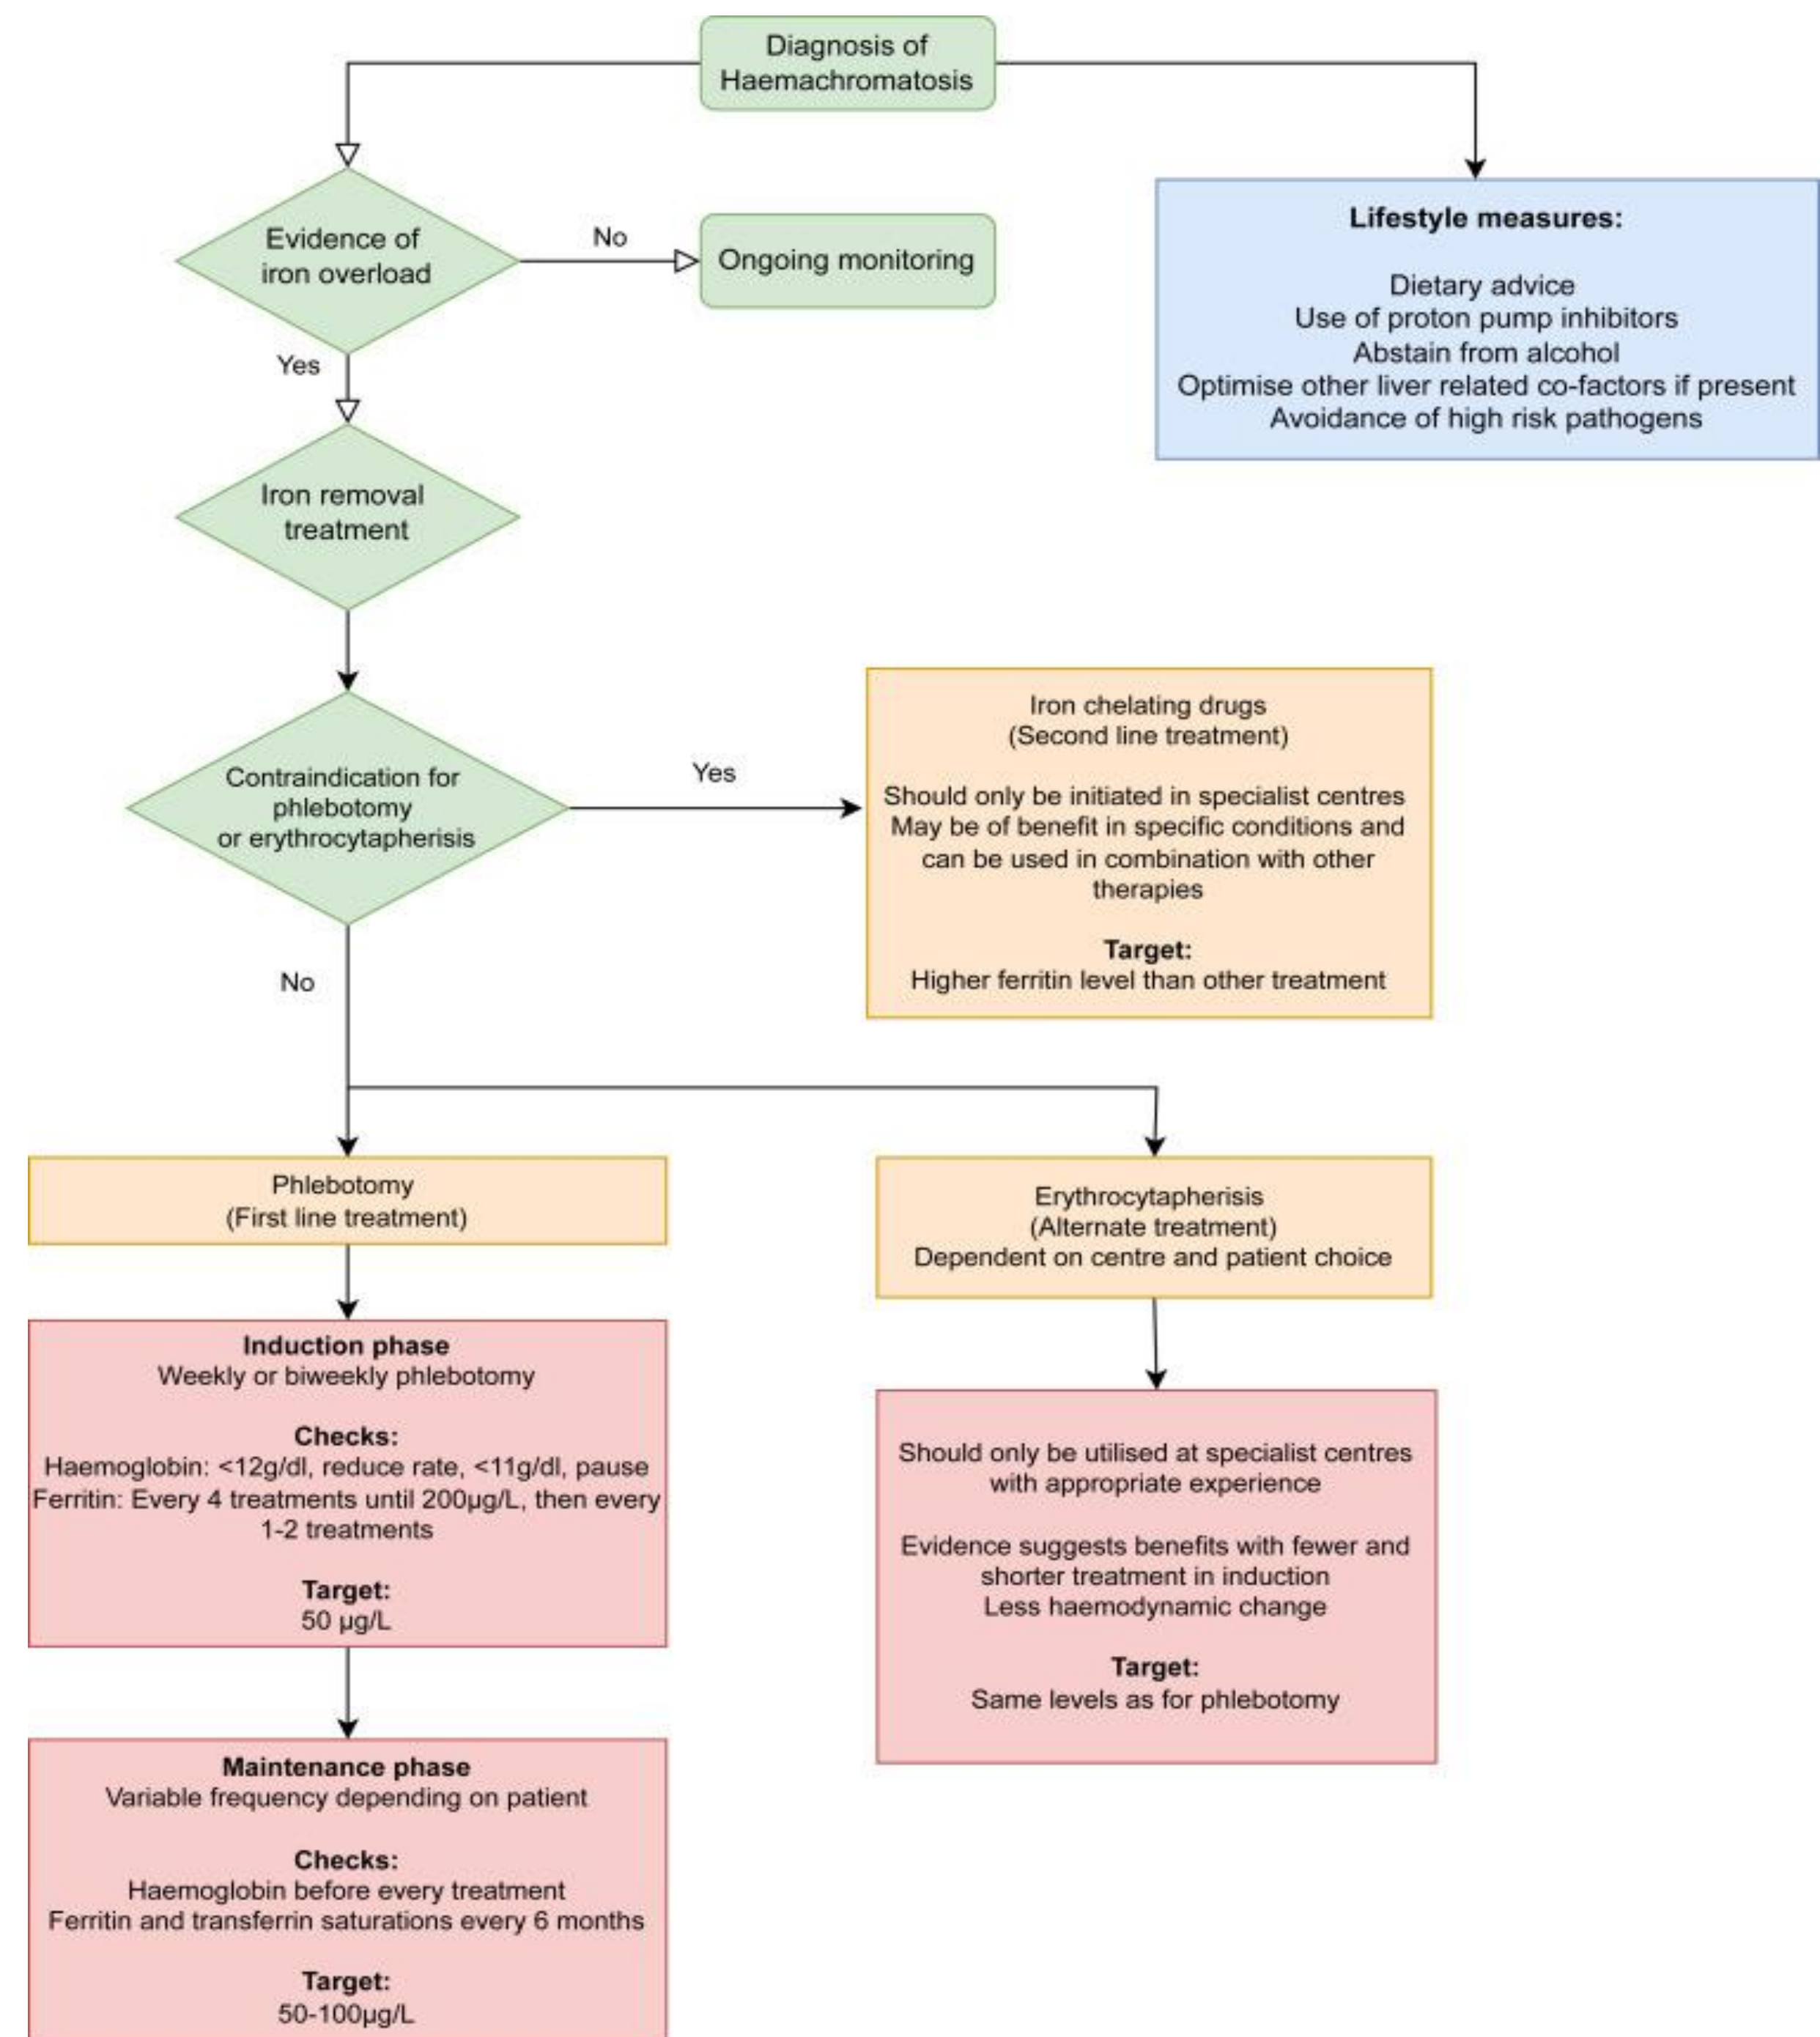 Diagnosis of
Haemachromatosis
Evidence of
iron overload
No
Ongoing monitoring
Lifestyle measures:
Dietary advice
Use of proton pump inhibitors
Abstain from alcohol
Optimise other liver related co-factors if present
Avoidance of high risk pathogens
Yes
Iron removal
treatment
Contraindication for
phlebotomy
or erythrocytapherisis
Yes
Iron chelating drugs
(Second line treatment)
Should only be initiated in specialist centres
May be of benefit in specific conditions and
can be used in combination with other
therapies
Target:
Higher ferritin level than other treatment
No
Phlebotomy
(First line treatment)
Erythrocytapherisis
(Alternate treatment)
Dependent on centre and patient choice
Induction phase
Weekly or biweekly phlebotomy
Checks:
Haemoglobin: <12g/dl, reduce rate, <11g/dl, pause
Ferritin: Every 4 treatments until 200µg/L, then every
1-2 treatments
Target:
50 µg/L
Should only be utilised at specialist centres
with appropriate experience
Evidence suggests benefits with fewer and
shorter treatment in induction
Less haemodynamic change
Target:
Same levels as for phlebotomy
Maintenance phase
Variable frequency depending on patient
Checks:
Haemoglobin before every treatment
Ferritin and transferrin saturations every 6 months
Target:
50-100µg/L